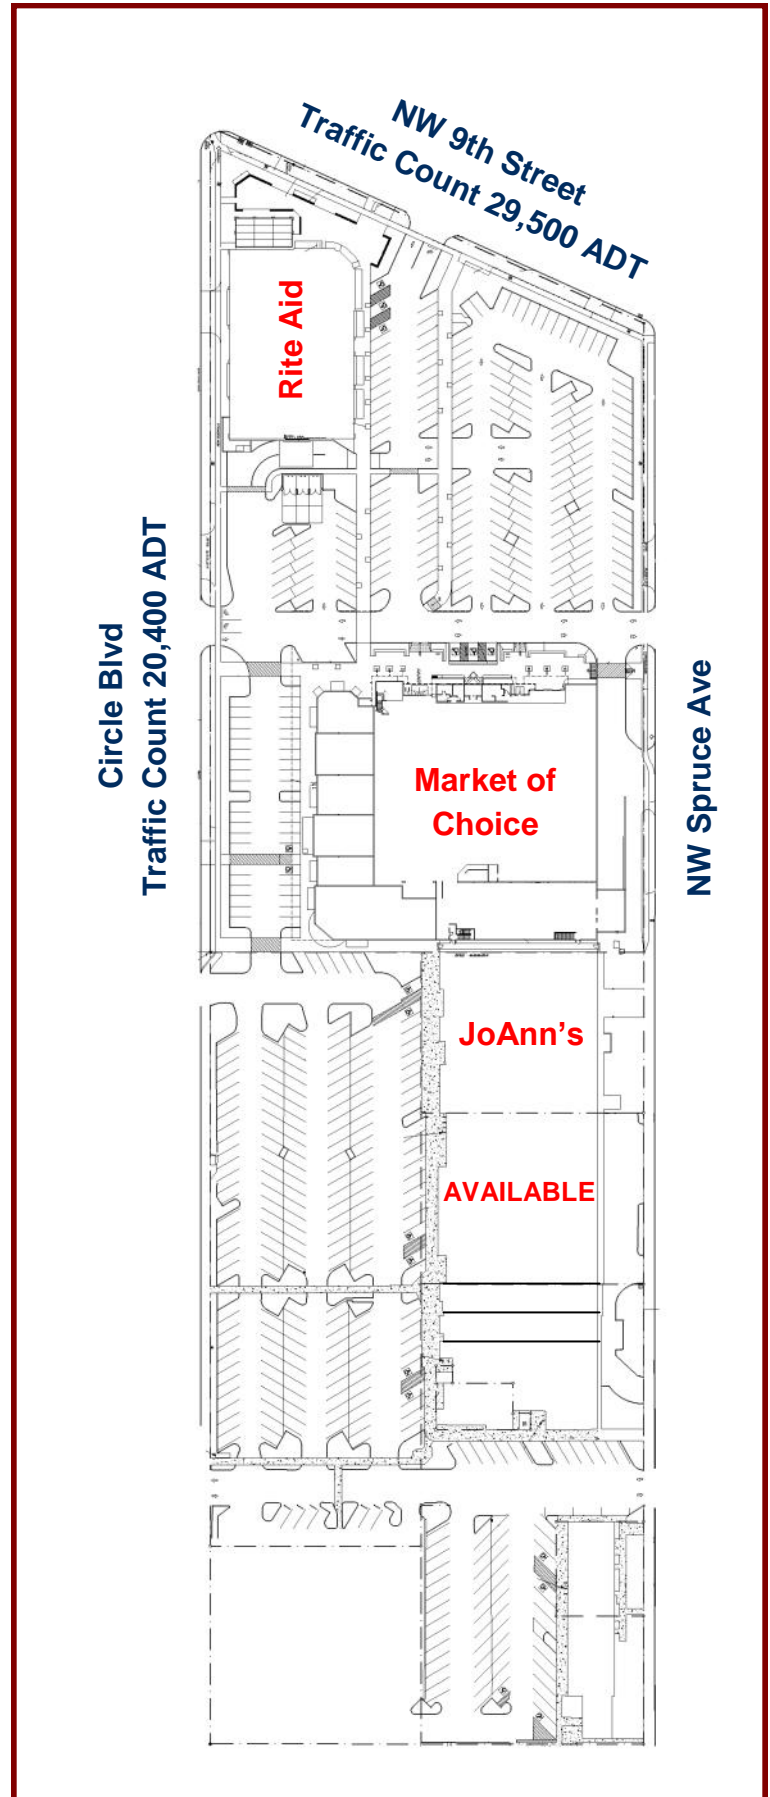 NW 9th Street
Traffic Count 29,500 ADT
Rite Aid
Circle Blvd
Traffic Count 20,400 ADT
Market of
Choice
NW Spruce Ave
JoAnn’s
AVAILABLE